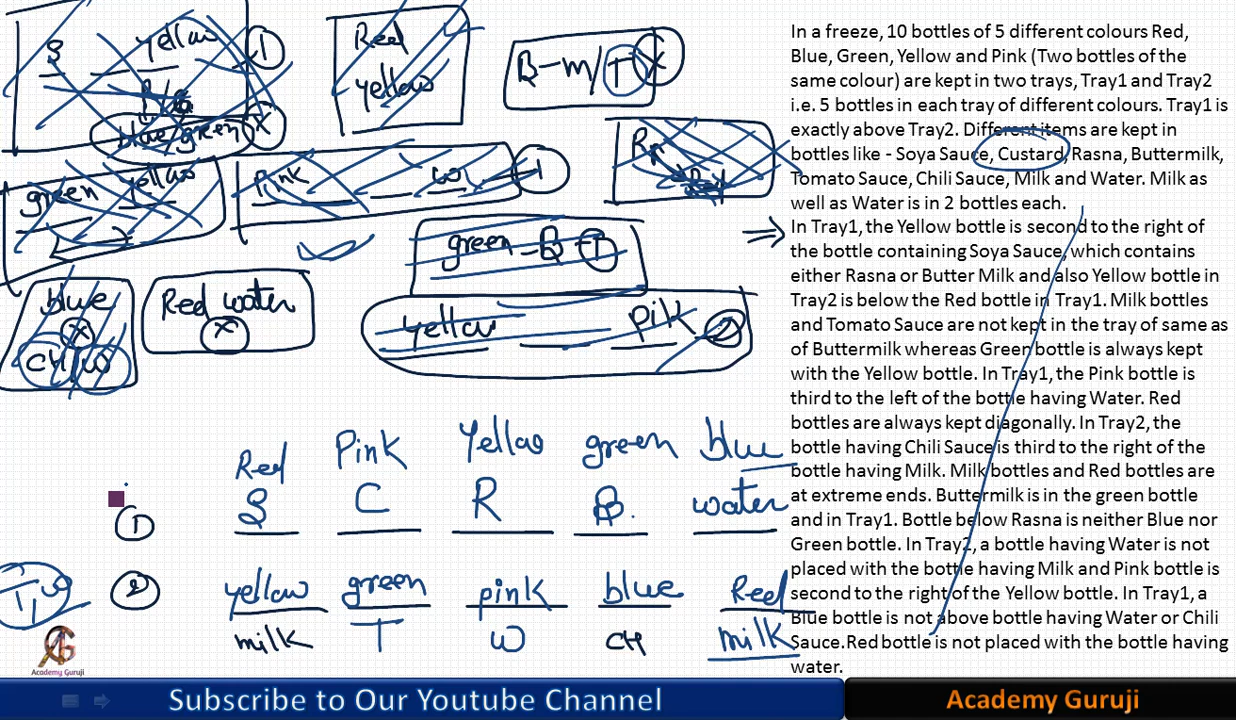 S yellow 1
R/B
blue/green x
Red
yellow
B-m/T x
green yellow
Pink w 1
R
green - B - T
blue
x
CH/W
Red water
x
yellow pink 2
Red Pink Yellow green blue
1 S C R B water
2 yellow green pink blue Red
milk T W CH milk
In a freeze, 10 bottles of 5 different colours Red,
Blue, Green, Yellow and Pink (Two bottles of the
same colour) are kept in two trays, Tray1 and Tray2
i.e. 5 bottles in each tray of different colours. Tray1 is
exactly above Tray2. Different items are kept in
bottles like - Soya Sauce, Custard, Rasna, Buttermilk,
Tomato Sauce, Chili Sauce, Milk and Water. Milk as
well as Water is in 2 bottles each.
In Tray1, the Yellow bottle is second to the right of
the bottle containing Soya Sauce, which contains
either Rasna or Butter Milk and also Yellow bottle in
Tray2 is below the Red bottle in Tray1. Milk bottles
and Tomato Sauce are not kept in the tray of same as
of Buttermilk whereas Green bottle is always kept
with the Yellow bottle. In Tray1, the Pink bottle is
third to the left of the bottle having Water. Red
bottles are always kept diagonally. In Tray2, the
bottle having Chili Sauce is third to the right of the
bottle having Milk. Milk bottles and Red bottles are
at extreme ends. Buttermilk is in the green bottle
and in Tray1. Bottle below Rasna is neither Blue nor
Green bottle. In Tray2, a bottle having Water is not
placed with the bottle having Milk and Pink bottle is
second to the right of the Yellow bottle. In Tray1, a
Blue bottle is not above bottle having Water or Chili
Sauce.Red bottle is not placed with the bottle having
water.
Academy Guruji
Subscribe to Our Youtube Channel
Academy Guruji